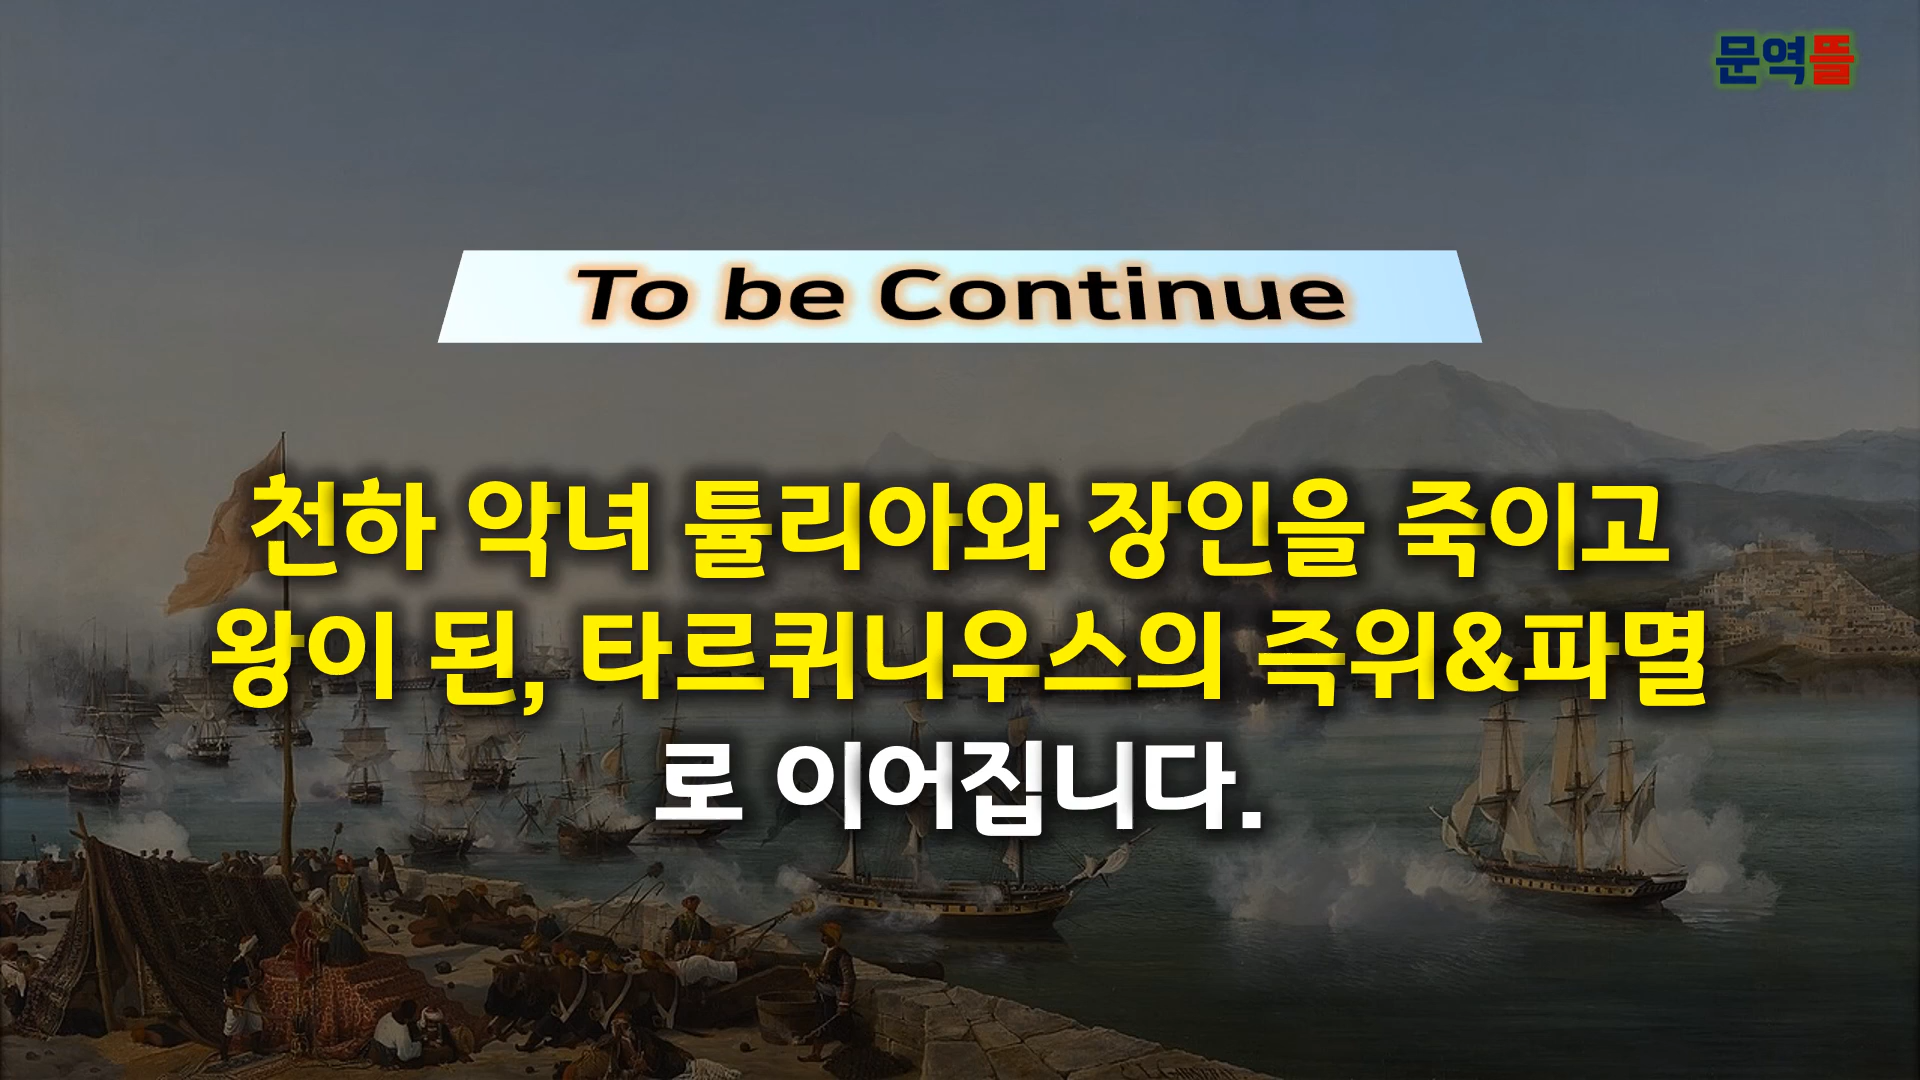 문역뜰
To be Continue
천하 악녀 툴리아와 장인을 죽이고
왕이 된, 타르퀴니우스의 즉위&파멸
로 이어집니다.